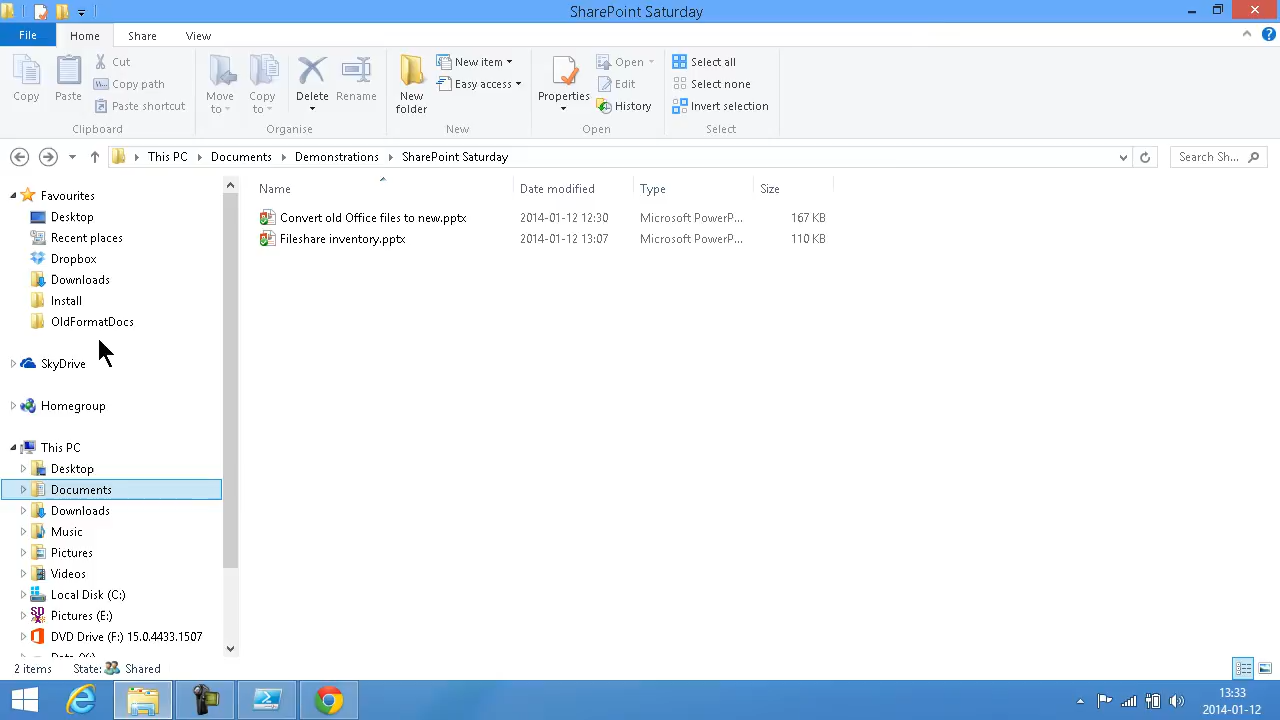 SharePoint Saturday
File Home Share View
Copy Paste Cut Copy path Paste shortcut Clipboard
Move to Copy to Delete Rename Organise
New folder New item Easy access New
Properties Open Edit History Open
Select all Select none Invert selection Select
This PC Documents Demonstrations SharePoint Saturday Search Sh...
Name Date modified Type Size
Convert old Office files to new.pptx 2014-01-12 12:30 Microsoft PowerP... 167 KB
Fileshare inventory.pptx 2014-01-12 13:07 Microsoft PowerP... 110 KB
Favourites
Desktop
Recent places
Dropbox
Downloads
Install
OldFormatDocs
SkyDrive
Homegroup
This PC
Desktop
Documents
Downloads
Music
Pictures
Videos
Local Disk (C:)
Pictures (E:)
DVD Drive (F:) 15.0.4433.1507
2 items State: Shared
13:33
2014-01-12